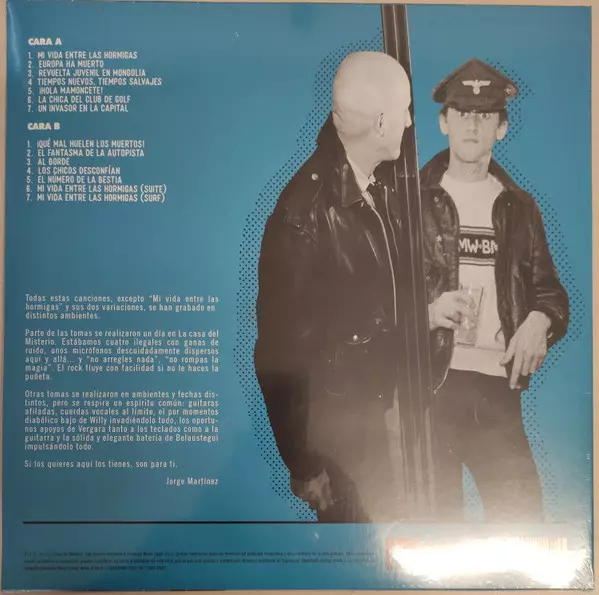 CARA A
1. MI VIDA ENTRE LAS HORMIGAS
2. EUROPA HA MUERTO
3. REVUELTA JUVENIL EN MONGOLIA
4 TIEMPOS NUEVOS, TIEMPOS SALVAJES
5. ¡HOLA MAMONCETE!
6. LA CHICA DEL CLUB DE GOLF
7. UN INVASOR EN LA CAPITAL
CARA B
1. ¡QUÉ MAL HUELEN LOS MUERTOS!
2. EL FANTASMA DE LA AUTOPISTA
3. AL BORDE
4. LOS CHICOS DESCONFÍAN
5. EL NÚMERO DE LA BESTIA
6. MI VIDA ENTRE LAS HORMIGAS (SUITE)
7. MI VIDA ENTRE LAS HORMIGAS (SURF)
MW·BM
Todas estas canciones, excepto "Mi vida entre las
hormigas" y sus dos variaciones, se han grabado en
distintos ambientes.
Parte de las tomas se realizaron un día en La casa del
Misterio. Estábamos cuatro ilegales con ganas de
ruido, unos micrófonos descuidadamente dispersos
aquí y allá... y "no arregles nada", "no rompas la
magia". El rock fluye con facilidad si no le haces la
puñeta.
Otras tomas se realizaron en ambientes y fechas dis-
tintos, pero se respira un espíritu común: guitarras
afiladas, cuerdas vocales al límite, el por momentos
diabólico bajo de Willy invadiéndolo todo, los oportu-
nos apoyos de Vergara tanto a los teclados como a la
guitarra y la sólida y elegante batería de Belaustegui
impulsándolo todo.
Si los quieres aquí los tienes, son para ti.
Jorge Martínez